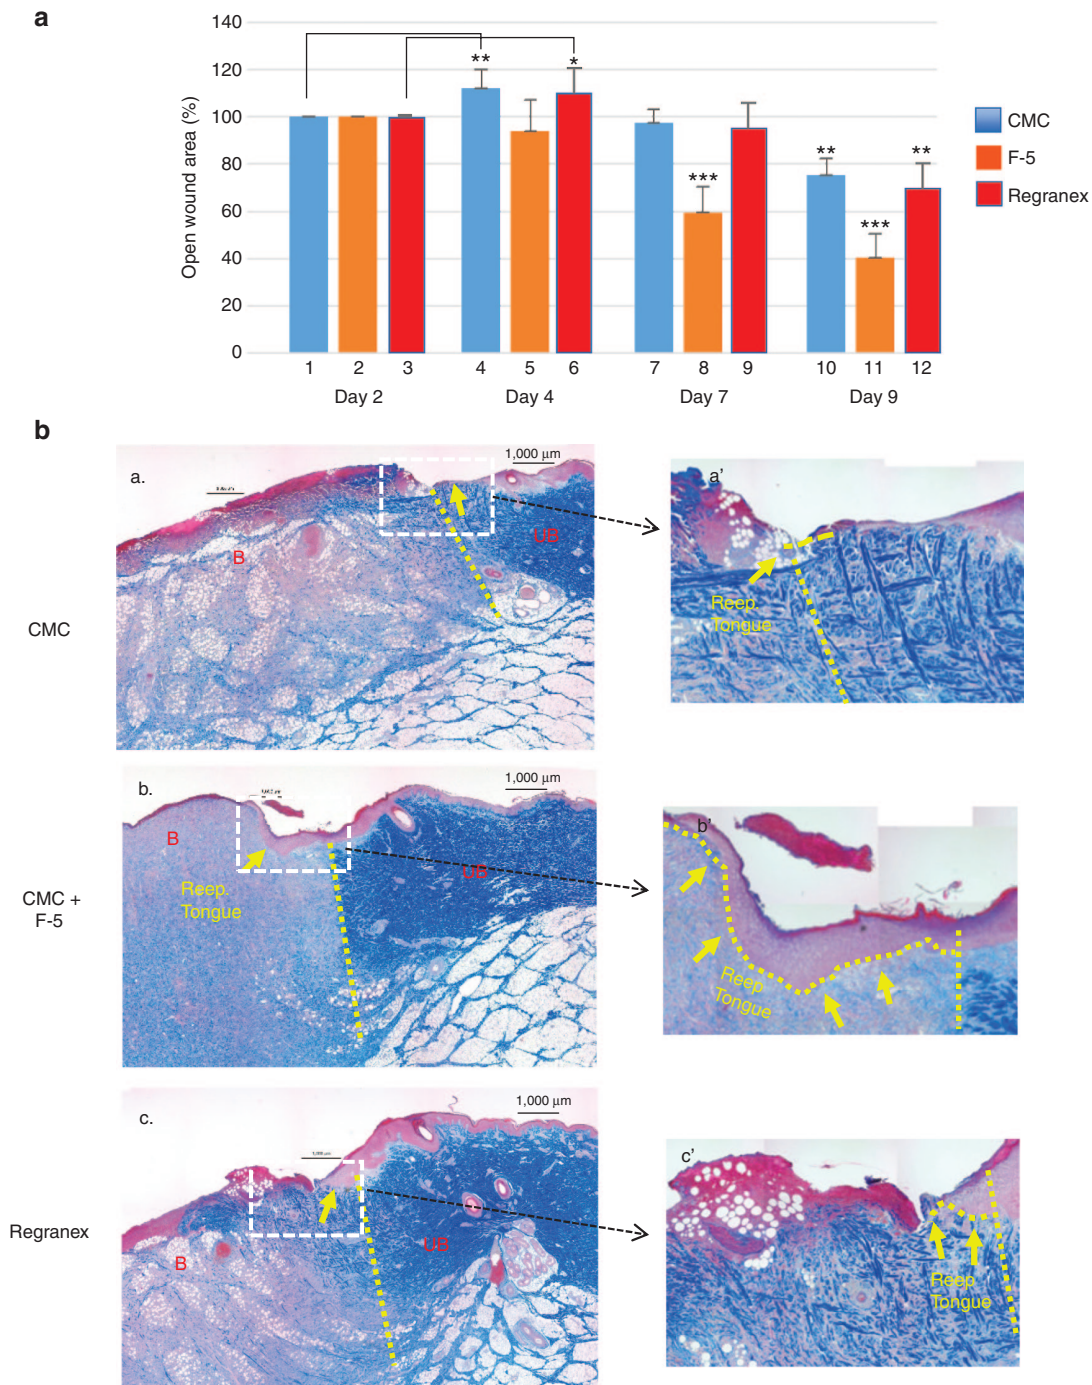 a
Open wound area (%)
140
120
100
80
60
40
20
0
** *
*** ** *** **
1 2 3 4 5 6 7 8 9 10 11 12
Day 2 Day 4 Day 7 Day 9
CMC
F-5
Regranex
b
CMC
a.
1,000 μm
B
UB
a'
Reep.
Tongue
CMC +
F-5
b.
1,000 μm
B
UB
Reep.
Tongue
b'
Reep.
Tongue
Regranex
c.
1,000 μm
1,000 μm
B
UB
c'
Reep.
Tongue